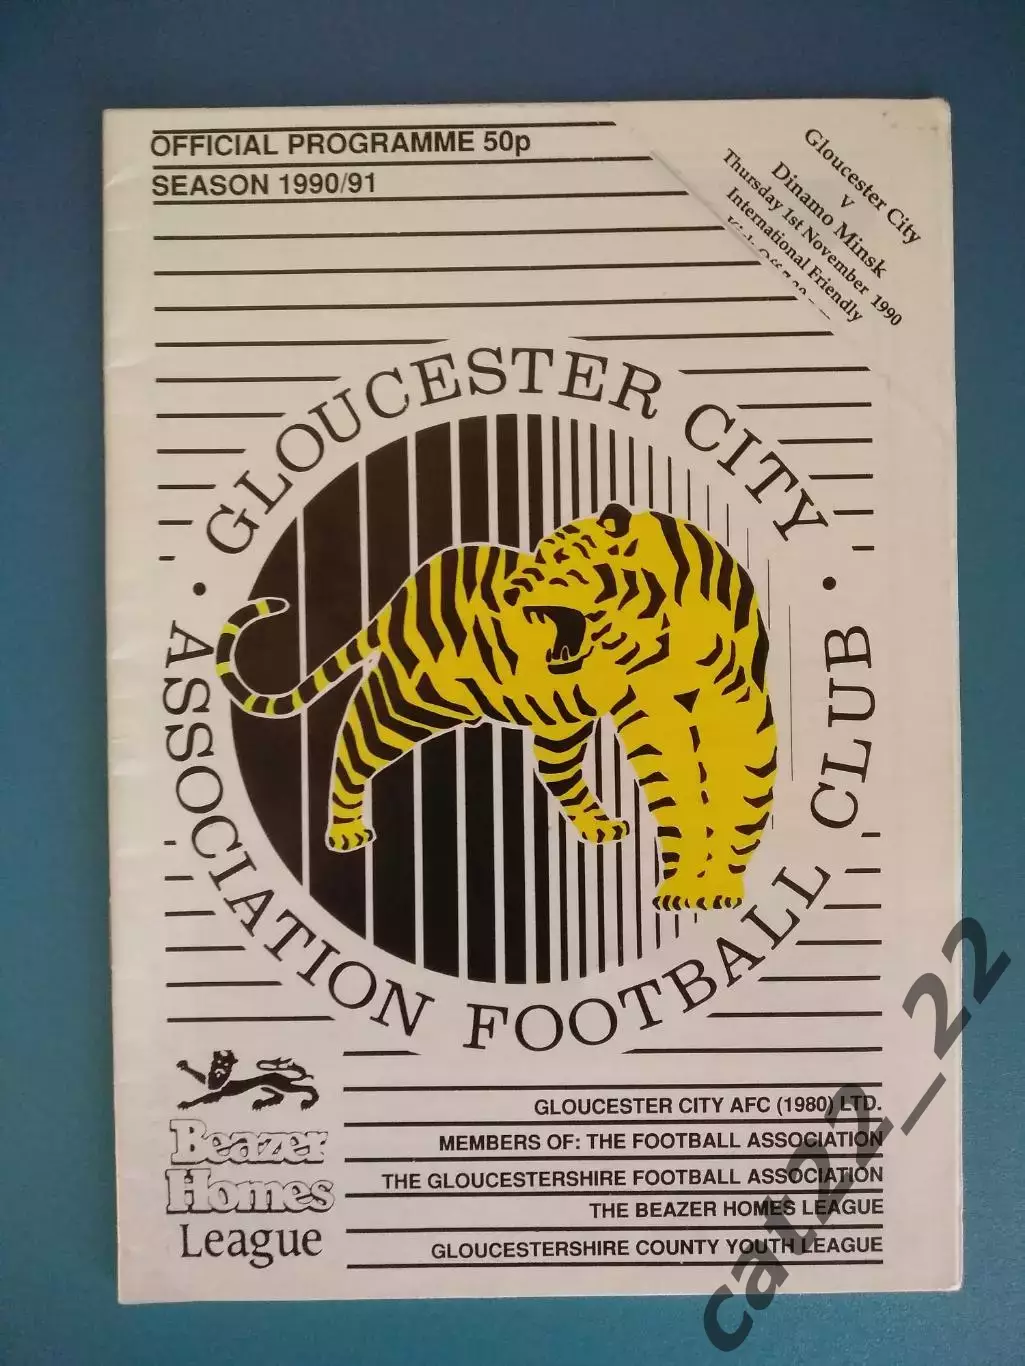 OFFICIAL PROGRAMME 50p
SEASON 1990/91
Gloucester City
v
Dinamo Minsk
Thursday 1st November 1990
International Friendly
GLOUCESTER CITY
ASSOCIATION FOOTBALL CLUB
Beazer
Homes
League
GLOUCESTER CITY AFC (1980) LTD.
MEMBERS OF: THE FOOTBALL ASSOCIATION
THE GLOUCESTERSHIRE FOOTBALL ASSOCIATION
THE BEAZER HOMES LEAGUE
GLOUCESTERSHIRE COUNTY YOUTH LEAGUE
cat22_22